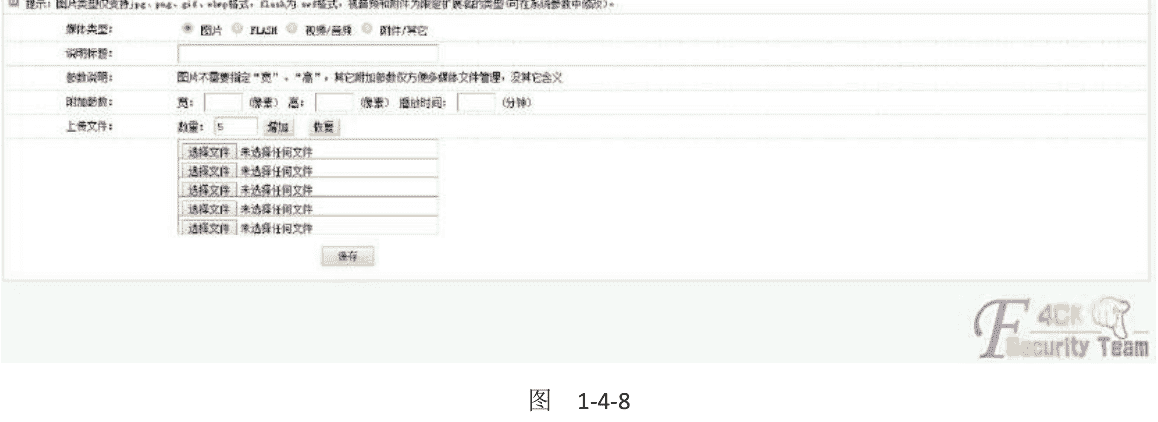 提示:图片类型仅支持jpg、png、gif、wbmp格式,flash为 swf格式,视音频和附件为限定扩展名的类型(可在系统参数中修改)。
媒体类型: 图片 FLASH 视频/音频 附件/其它
说明标题:
参数说明: 图片不需要指定“宽”、“高”,其它附加参数仅方便多媒体文件管理,没其它含义
附加参数: 宽: (像素) 高: (像素) 播放时间: (分钟)
上传文件: 数量: 5 增加 恢复
选择文件 未选择任何文件
选择文件 未选择任何文件
选择文件 未选择任何文件
选择文件 未选择任何文件
选择文件 未选择任何文件
保存
F4CK
Security Team
图 1-4-8